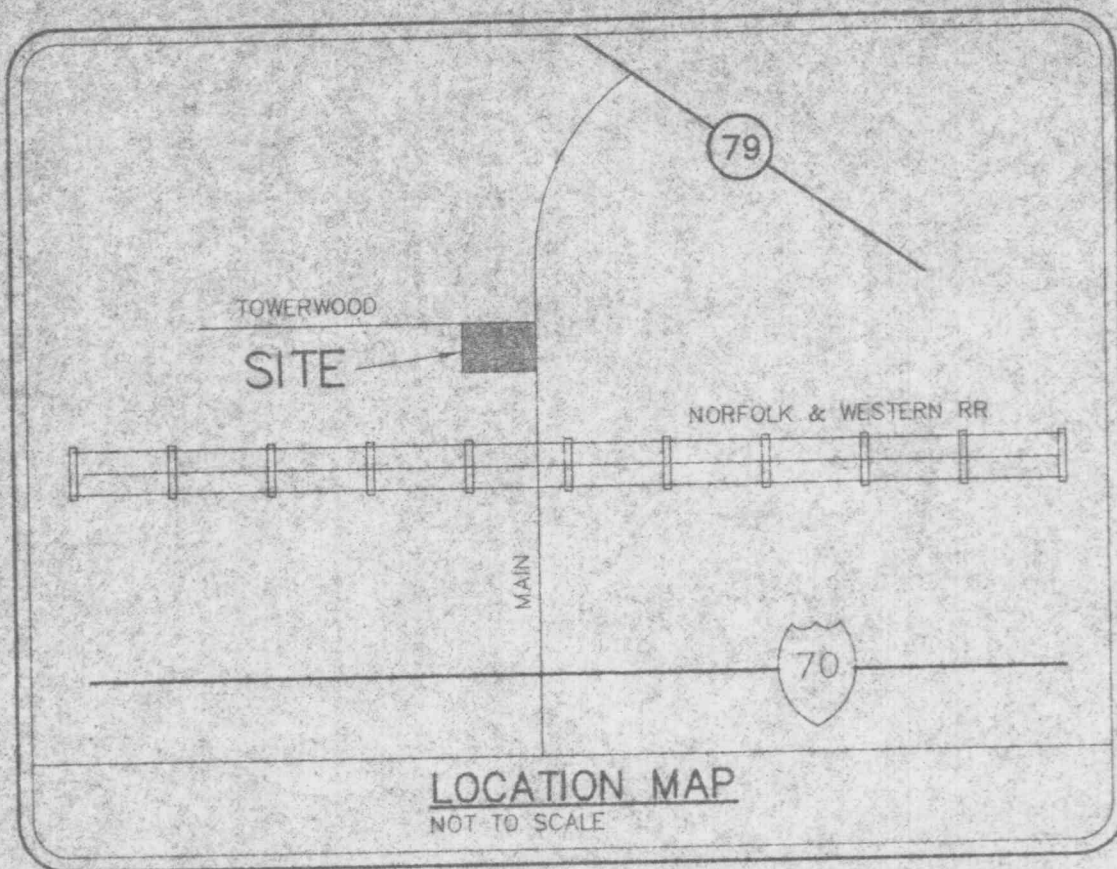 79
TOWERWOOD
SITE
NORFOLK & WESTERN RR
MAIN
70
LOCATION MAP
NOT TO SCALE